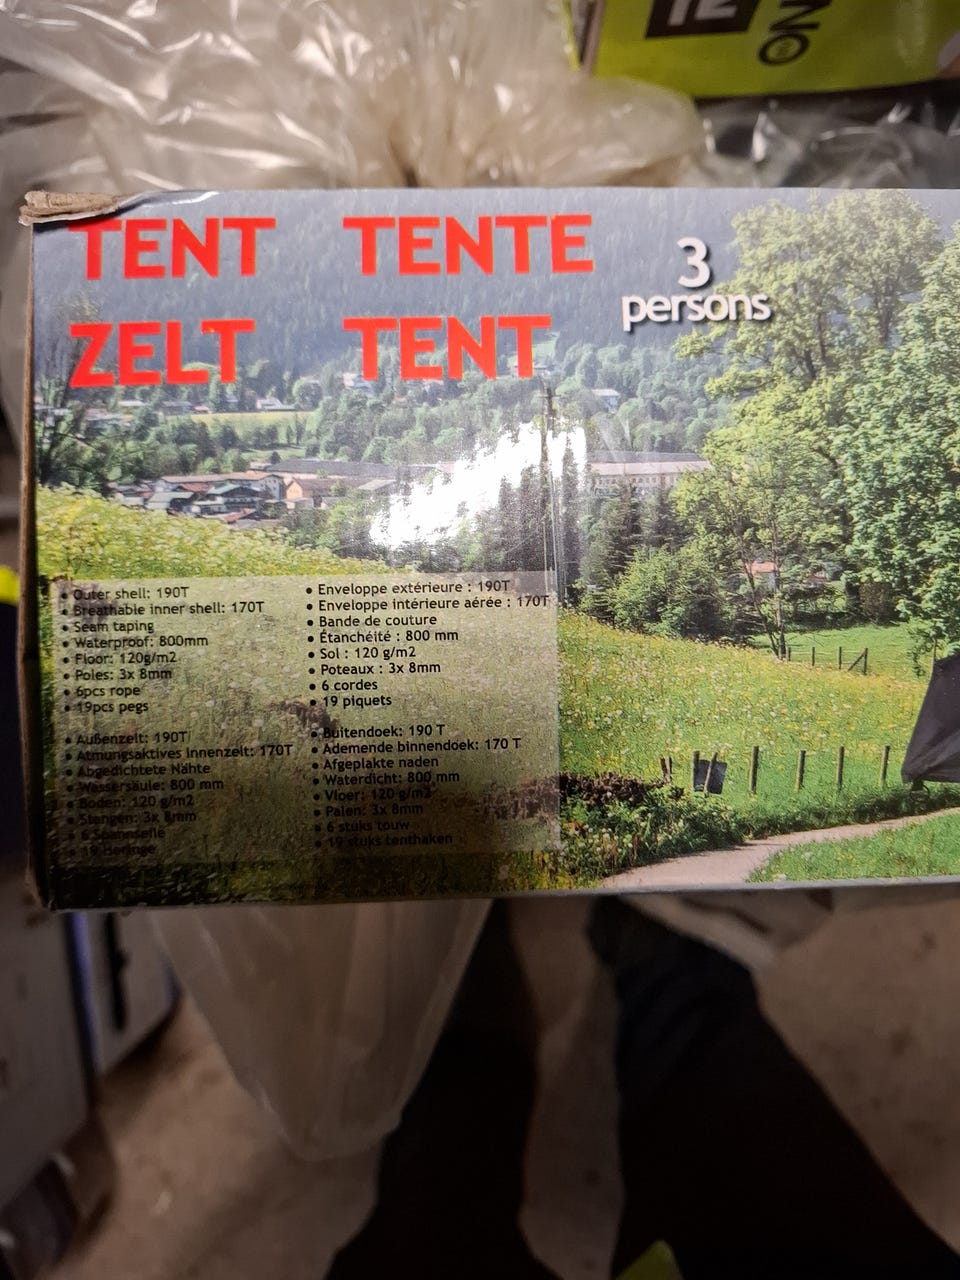 TENT TENTE
ZELT TENT
3
persons
• Outer shell: 190T
• Breathable inner shell: 170T
• Seam taping
• Waterproof: 800mm
• Floor: 120g/m2
• Poles: 3x 8mm
• 6pcs rope
• 19pcs pegs
• Enveloppe extérieure : 190T
• Enveloppe intérieure aérée : 170T
• Bande de couture
• Étanchéité : 800 mm
• Sol : 120 g/m2
• Poteaux : 3x 8mm
• 6 cordes
• 19 piquets
• Außenzelt: 190T
• Atmungsaktives Innenzelt: 170T
• Abgedichtete Nähte
• Wassersäule: 800 mm
• Boden: 120 g/m2
• Stangen: 3x 8mm
• 6 Spannseile
• 19 Heringe
• Buitendoek: 190 T
• Ademende binnendoek: 170 T
• Afgeplakte naden
• Waterdicht: 800 mm
• Vloer: 120 g/m2
• Palen: 3x 8mm
• 6 stuks touw
• 19 stuks tenthaken